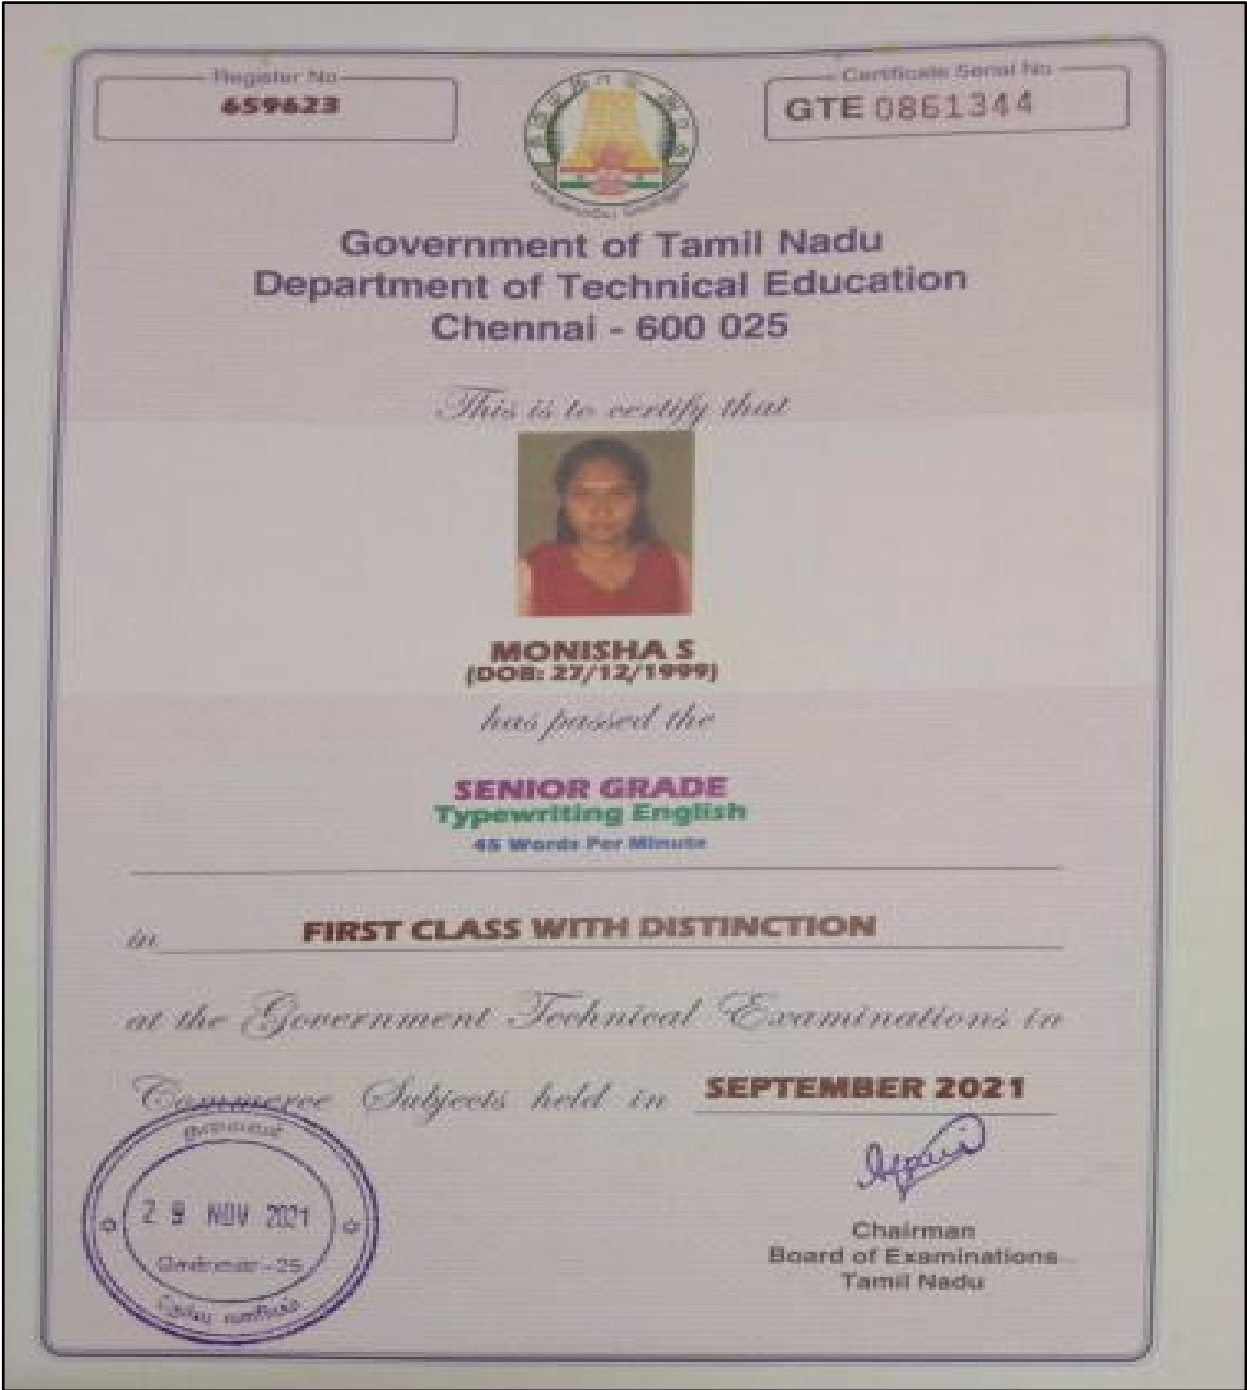 Register No
659623
Certificate Serial No
GTE 0861344
Government of Tamil Nadu
Department of Technical Education
Chennai - 600 025
This is to certify that
MONISHA S
(DOB: 27/12/1999)
has passed the
SENIOR GRADE
Typewriting English
45 Words Per Minute
in FIRST CLASS WITH DISTINCTION
at the Government Technical Examinations in
Commerce Subjects held in SEPTEMBER 2021
29 NOV 2021
சென்னை-25
Chairman
Board of Examinations
Tamil Nadu